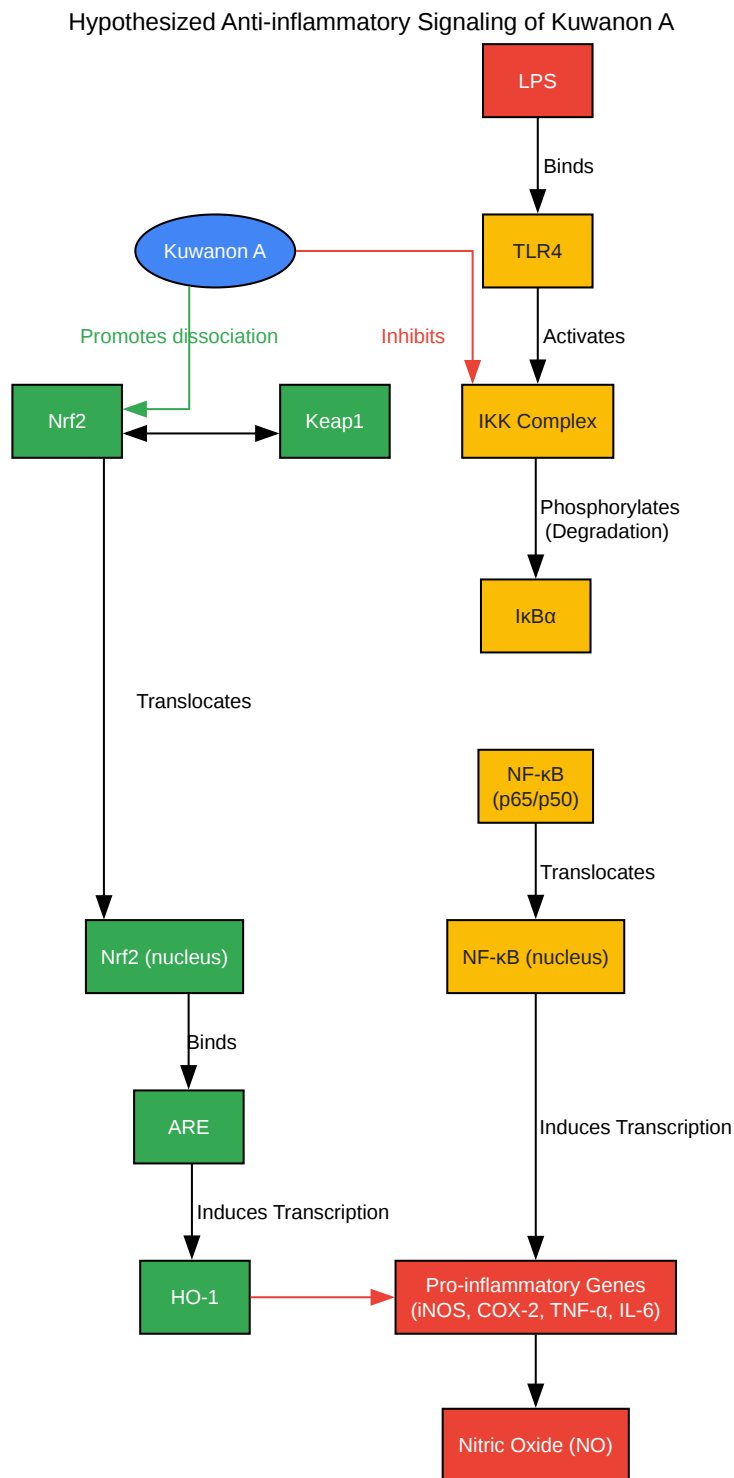 Hypothesized Anti-inflammatory Signaling of Kuwanon A
LPS
Binds
Kuwanon A
TLR4
Promotes dissociation
Inhibits
Activates
Nrf2
Keap1
IKK Complex
Phosphorylates
(Degradation)
IκBα
Translocates
NF-κB
(p65/p50)
Translocates
Nrf2 (nucleus)
NF-κB (nucleus)
Binds
ARE
Induces Transcription
Induces Transcription
HO-1
Pro-inflammatory Genes
(iNOS, COX-2, TNF-α, IL-6)
Nitric Oxide (NO)